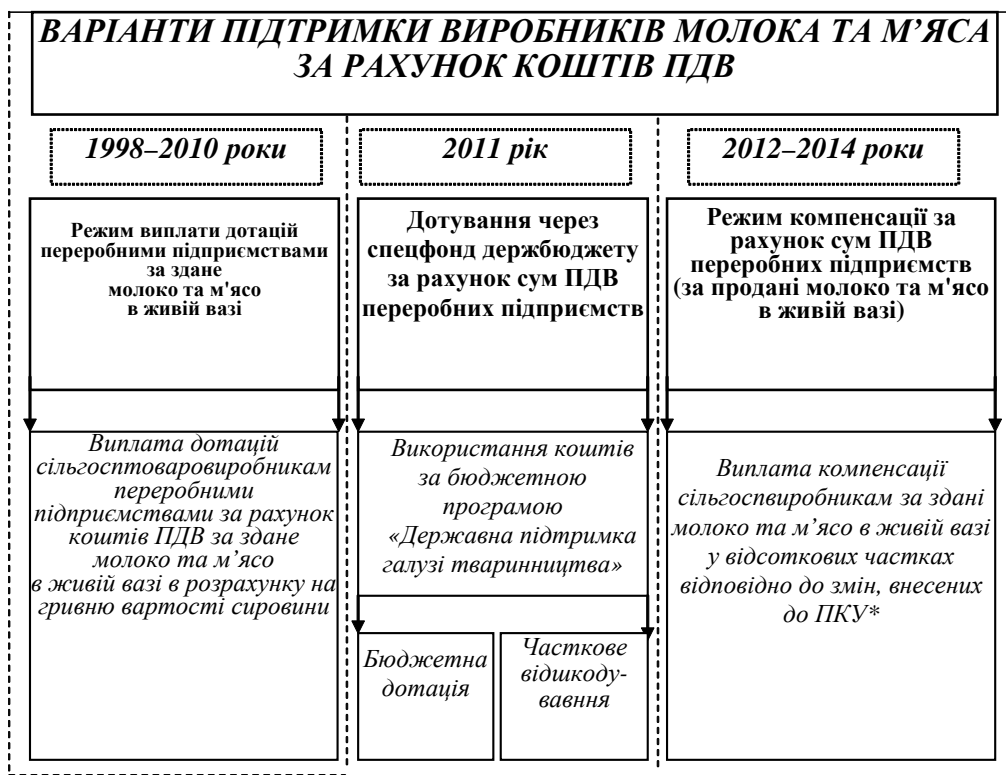 ВАРІАНТИ ПІДТРИМКИ ВИРОБНИКІВ МОЛОКА ТА М’ЯСА
ЗА РАХУНОК КОШТІВ ПДВ
1998–2010 роки
Режим виплати дотацій
переробними підприємствами
за здане
молоко та м'ясо
в живій вазі
Виплата дотацій
сільгосптоваровиробникам
переробними
підприємствами за рахунок
коштів ПДВ за здане
молоко та м’ясо
в живій вазі в розрахунку на
гривню вартості сировини
2011 рік
Дотування через
спецфонд держбюджету
за рахунок сум ПДВ
переробних підприємств
Використання коштів
за бюджетною
програмою
«Державна підтримка
галузі тваринництва»
Бюджетна
дотація
Часткове
відшкоду-
вавння
2012–2014 роки
Режим компенсації за
рахунок сум ПДВ
переробних підприємств
(за продані молоко та м'ясо
в живій вазі)
Виплата компенсації
сільгоспвиробникам за здані
молоко та м’ясо в живій вазі
у відсоткових частках
відповідно до змін, внесених
до ПКУ*